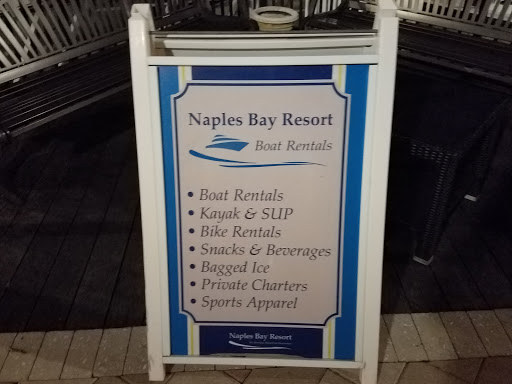 Naples Bay Resort
Boat Rentals
• Boat Rentals
• Kayak & SUP
• Bike Rentals
• Snacks & Beverages
• Bagged Ice
• Private Charters
• Sports Apparel
Naples Bay Resort